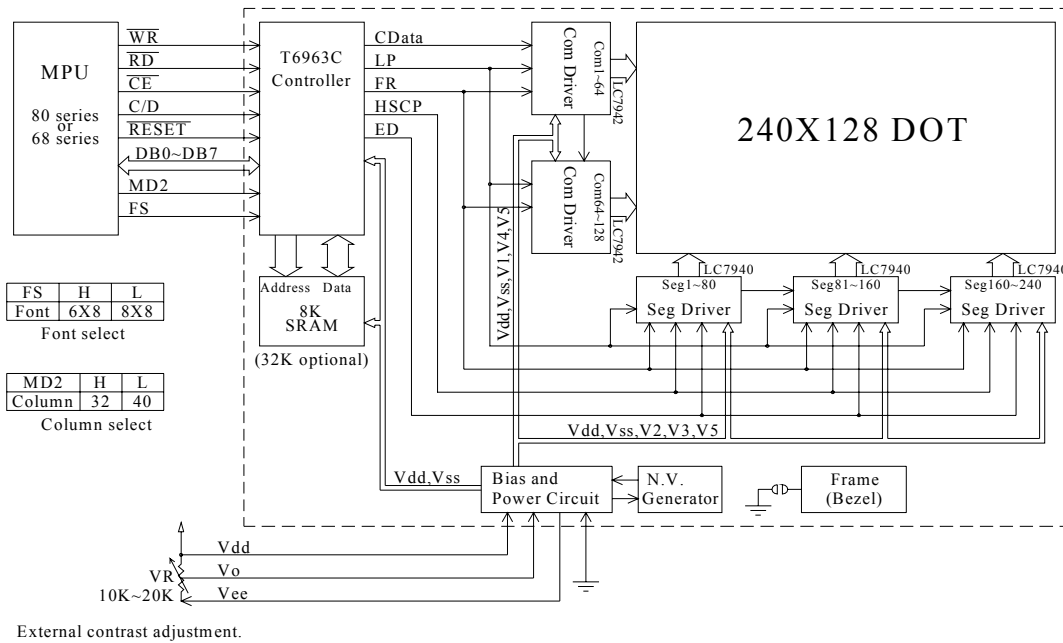 MPU
80 series
or
68 series
WR
RD
CE
C/D
RESET
DB0~DB7
MD2
FS
T6963C
Controller
CData
LP
FR
HSCP
ED
Com Driver
Com1~64
LC7942
Com Driver
Com64~128
LC7942
240X128 DOT
Address Data
8K
SRAM
(32K optional)
Vdd,Vss,V1,V4,V5
LC7940
Seg1~80
Seg Driver
LC7940
Seg81~160
Seg Driver
LC7940
Seg160~240
Seg Driver
FS H L
Font 6X8 8X8
Font select
MD2 H L
Column 32 40
Column select
Vdd,Vss,V2,V3,V5
Vdd,Vss
Bias and
Power Circuit
N.V.
Generator
Frame
(Bezel)
Vdd
Vo
Vee
VR
10K~20K
External contrast adjustment.